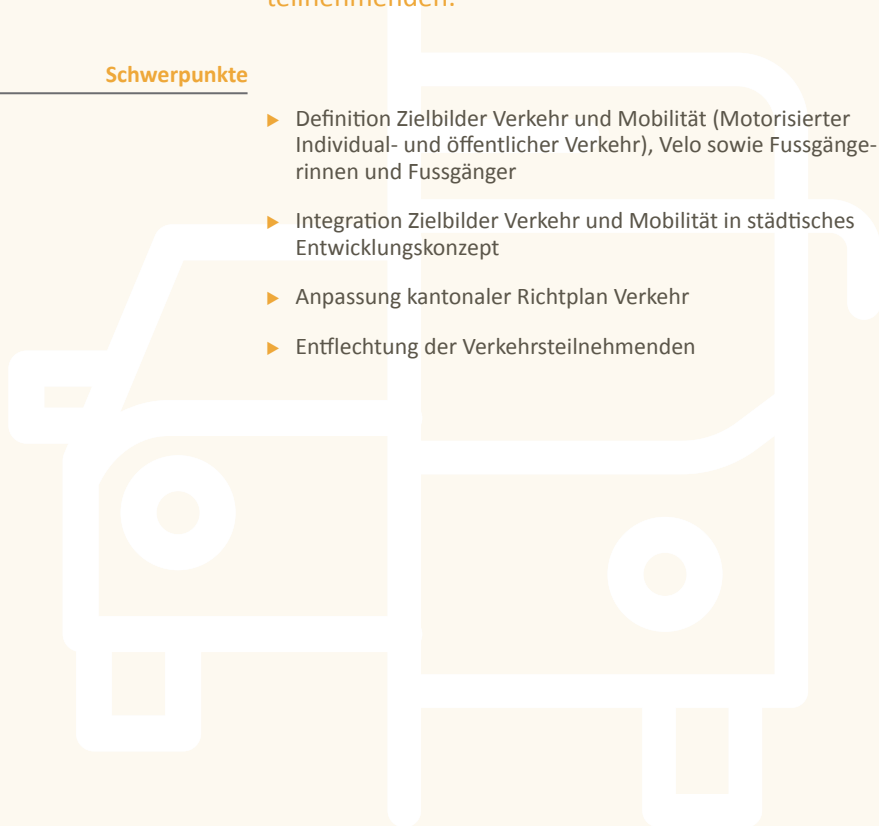 teilnehmenden.
Schwerpunkte
▶ Definition Zielbilder Verkehr und Mobilität (Motorisierter
Individual- und öffentlicher Verkehr), Velo sowie Fussgänge-
rinnen und Fussgänger
▶ Integration Zielbilder Verkehr und Mobilität in städtisches
Entwicklungskonzept
▶ Anpassung kantonaler Richtplan Verkehr
▶ Entflechtung der Verkehrsteilnehmenden